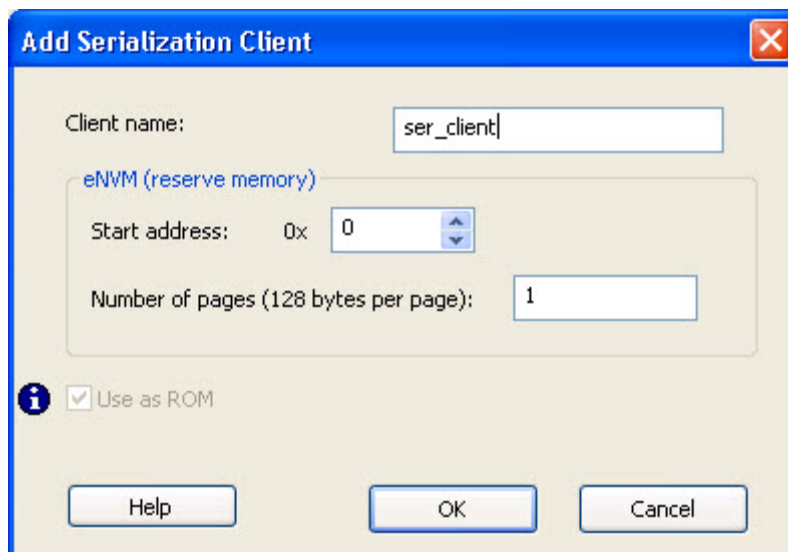 Add Serialization Client
Client name: ser_client
eNVM (reserve memory)
Start address: 0x 0
Number of pages (128 bytes per page): 1
Use as ROM
Help OK Cancel